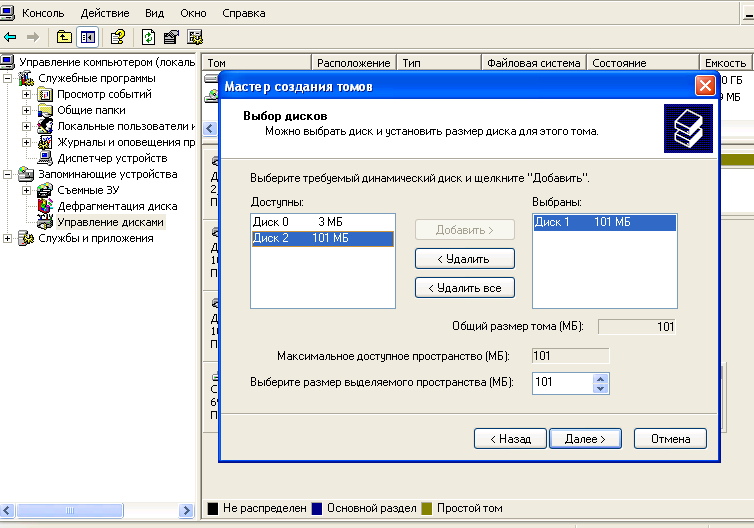 Консоль Действие Вид Окно Справка
Управление компьютером (локаль
Служебные программы
Просмотр событий
Общие папки
Локальные пользователи и
Журналы и оповещения пр
Диспетчер устройств
Запоминающие устройства
Съемные ЗУ
Дефрагментация диска
Управление дисками
Службы и приложения
Том Расположение Тип Файловая система Состояние Емкость
Мастер создания томов
Выбор дисков
Можно выбрать диск и установить размер диска для этого тома.
Выберите требуемый динамический диск и щелкните "Добавить".
Доступны: Выбраны:
Диск 0 3 МБ
Диск 2 101 МБ
Добавить >
< Удалить
< Удалить все
Диск 1 101 МБ
Общий размер тома (МБ): 101
Максимальное доступное пространство (МБ): 101
Выберите размер выделяемого пространства (МБ): 101
< Назад Далее > Отмена
Не распределен Основной раздел Простой том